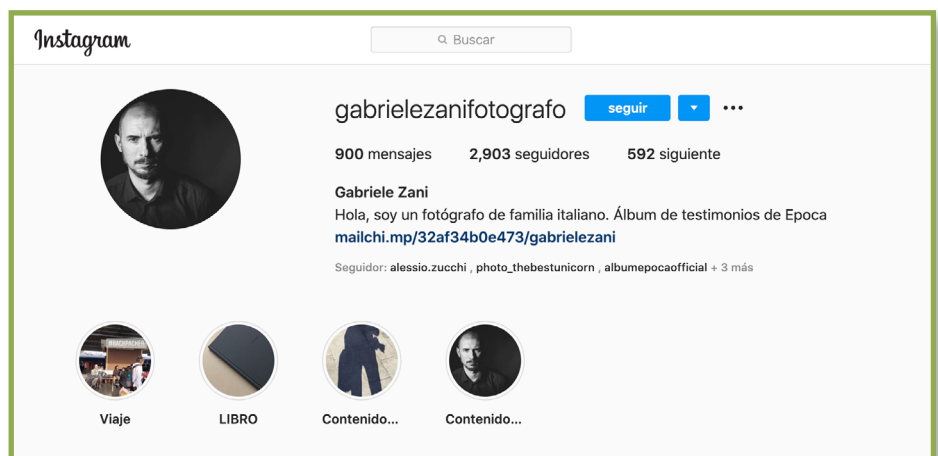 Instagram
Buscar
gabrielezanifotografo seguir
900 mensajes 2,903 seguidores 592 siguiente
Gabriele Zani
Hola, soy un fotógrafo de familia italiano. Álbum de testimonios de Epoca
mailchi.mp/32af34b0e473/gabrielezani
Seguidor: alessio.zucchi , photo_thebestunicorn , albumepocaofficial + 3 más
Viaje LIBRO Contenido... Contenido...